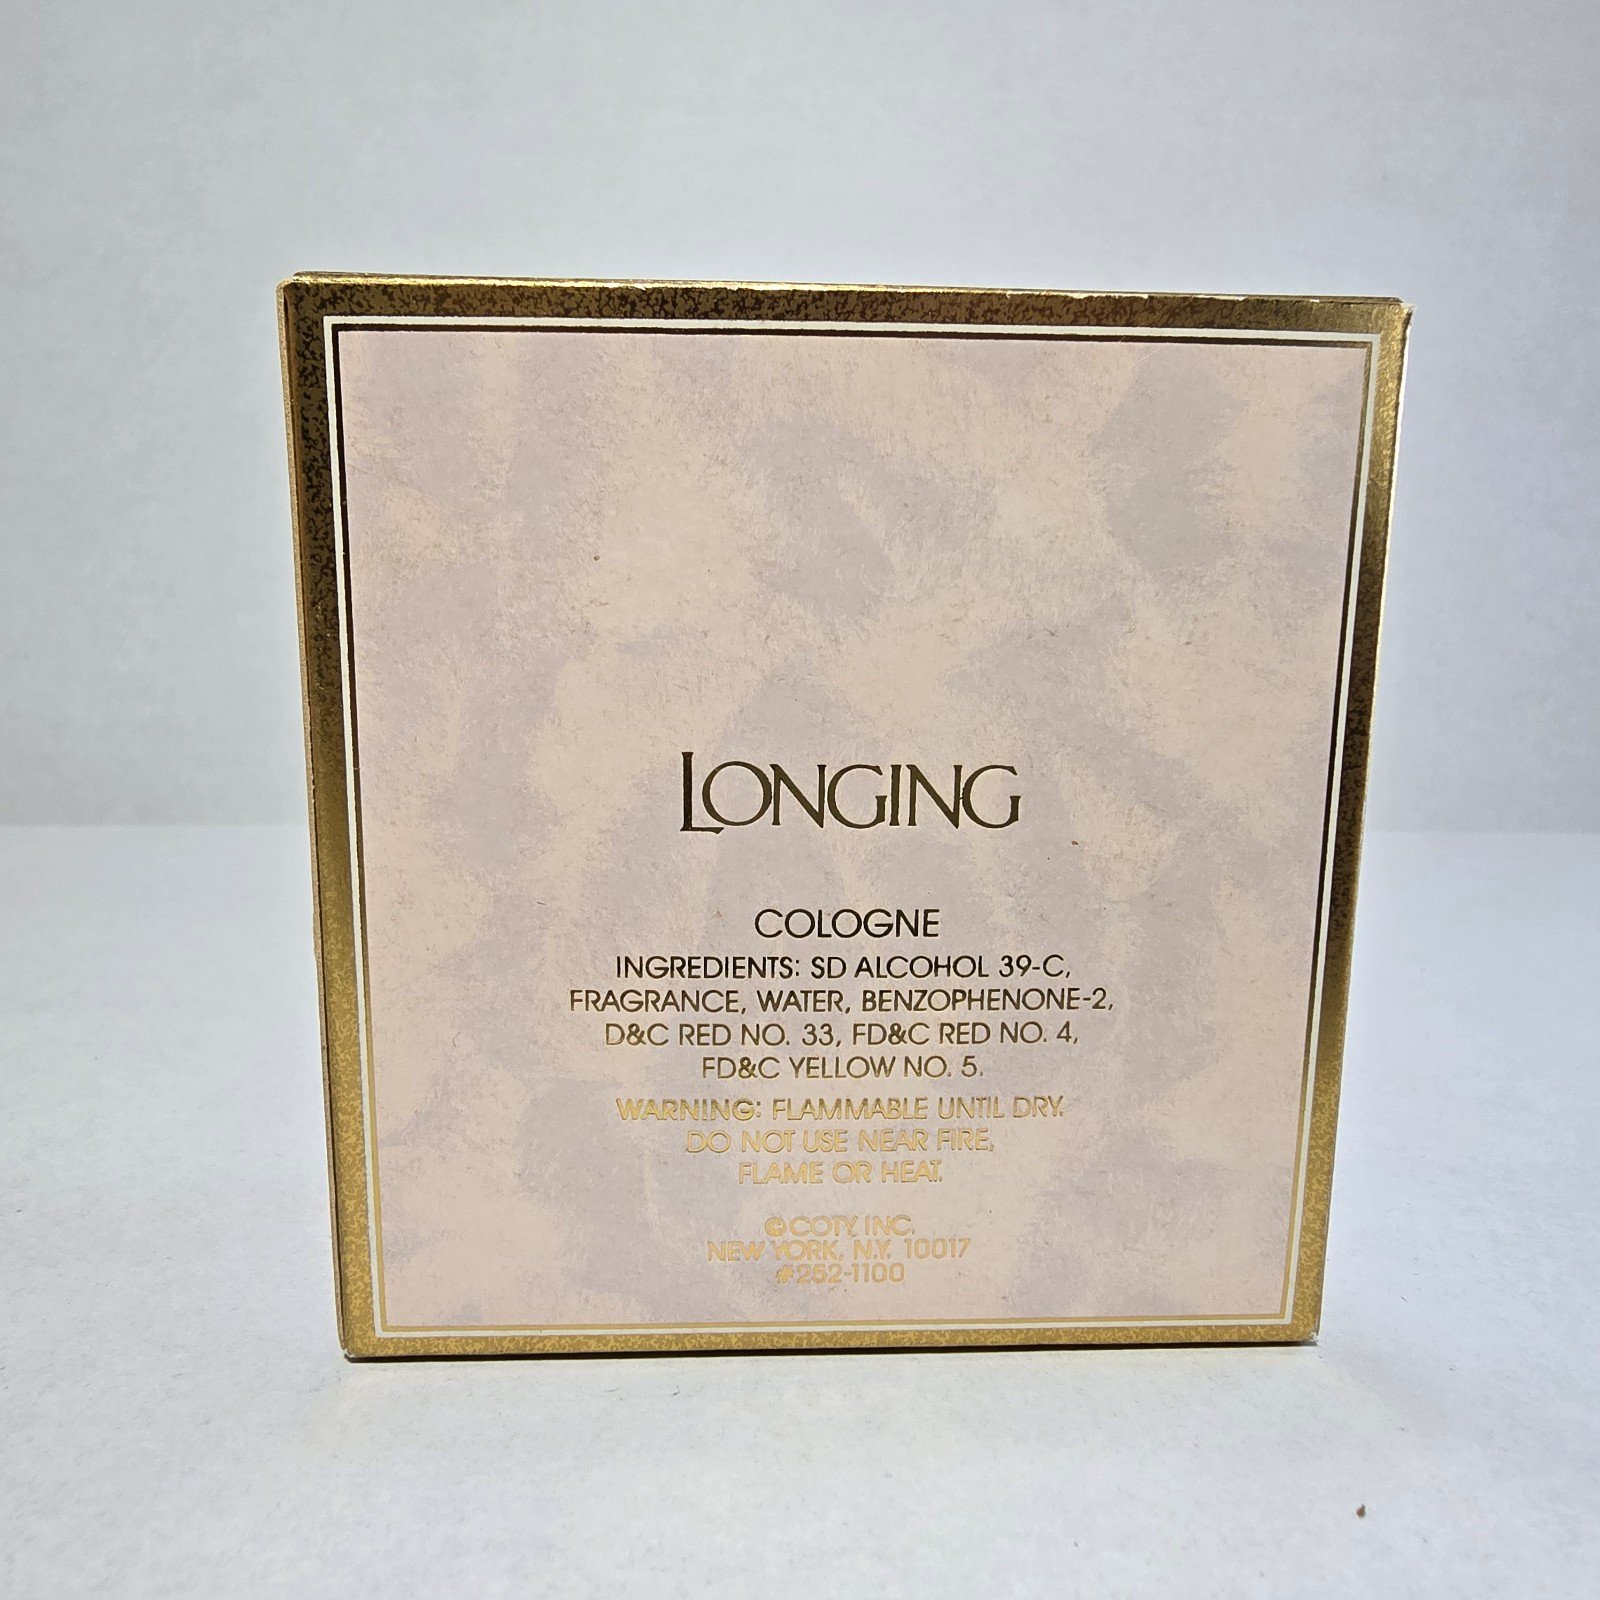 LONGING
COLOGNE
INGREDIENTS: SD ALCOHOL 39-C,
FRAGRANCE, WATER, BENZOPHENONE-2,
D&C RED NO. 33, FD&C RED NO. 4,
FD&C YELLOW NO. 5.
WARNING: FLAMMABLE UNTIL DRY.
DO NOT USE NEAR FIRE,
FLAME OR HEAT.
© COTY, INC.
NEW YORK, N.Y. 10017
#252-1100